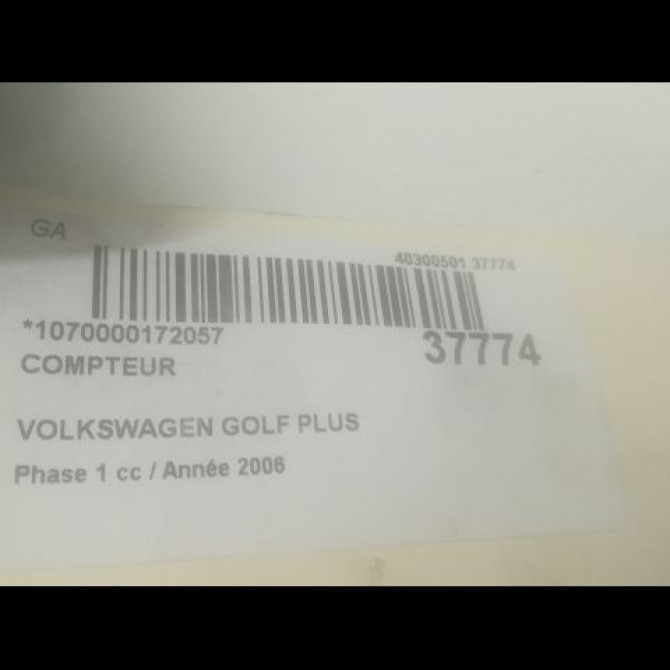 GA
40300501 37774
*1070000172057
37774
COMPTEUR
VOLKSWAGEN GOLF PLUS
Phase 1 cc / Année 2006